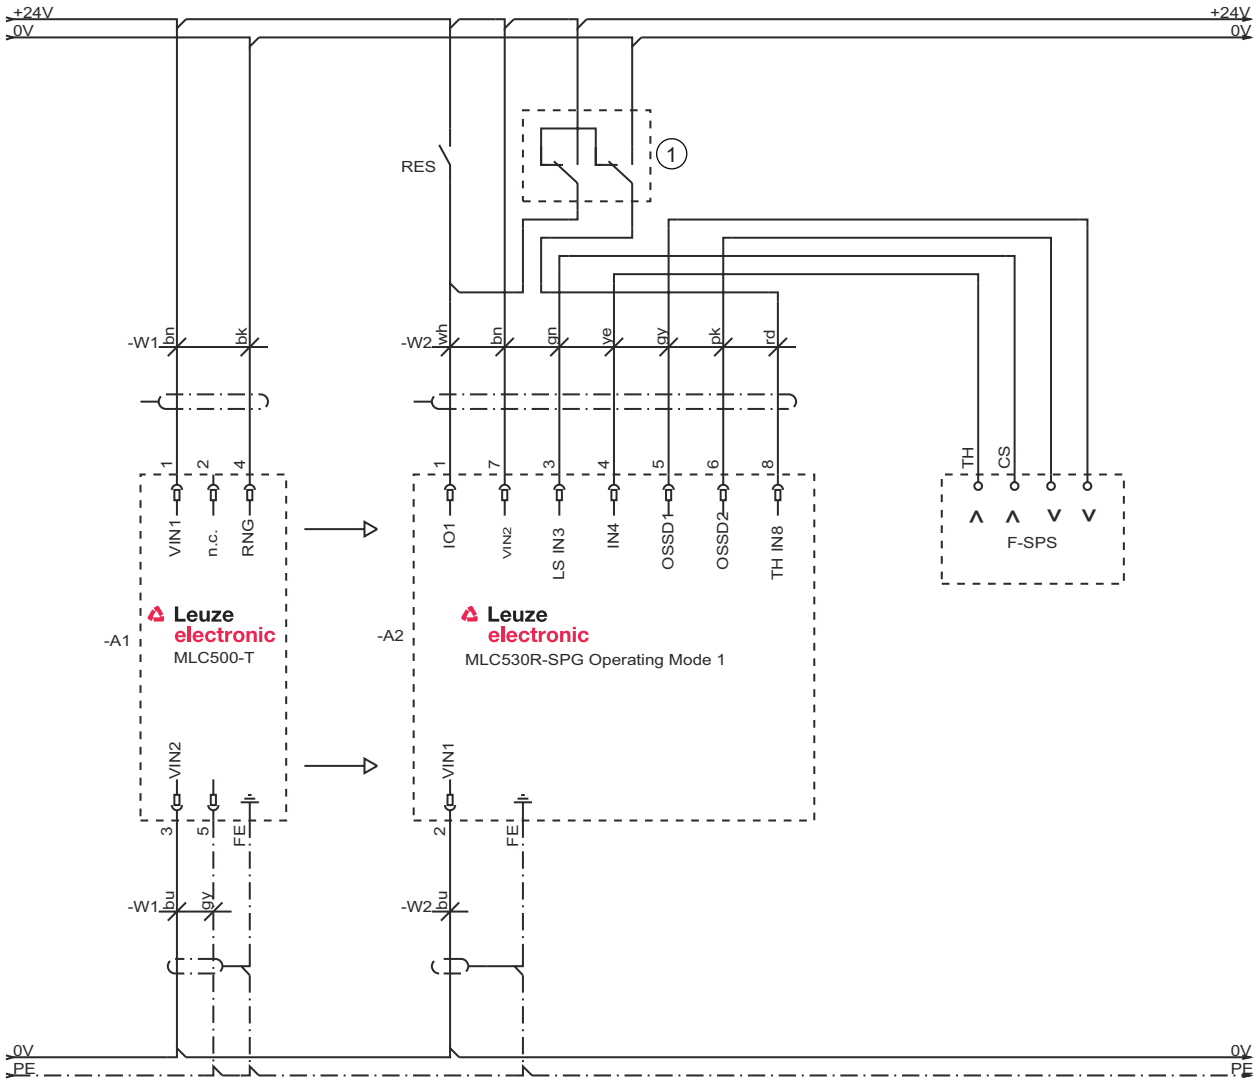 +24V +24V
0V 0V
RES
1
-W1 bn bk
-W2 wh bn gn ye gy pk rd
1 2 4
1 7 3 4 5 6 8
TH CS
VIN1 n.c. RNG
IO1 VIN2 LS IN3 IN4 OSSD1 OSSD2 TH IN8
F-SPS
-A1
Leuze
electronic
MLC500-T
-A2
Leuze
electronic
MLC530R-SPG Operating Mode 1
VIN2
VIN1
3 5 FE
2 FE
-W1 bu gy
-W2 bu
0V 0V
PE PE